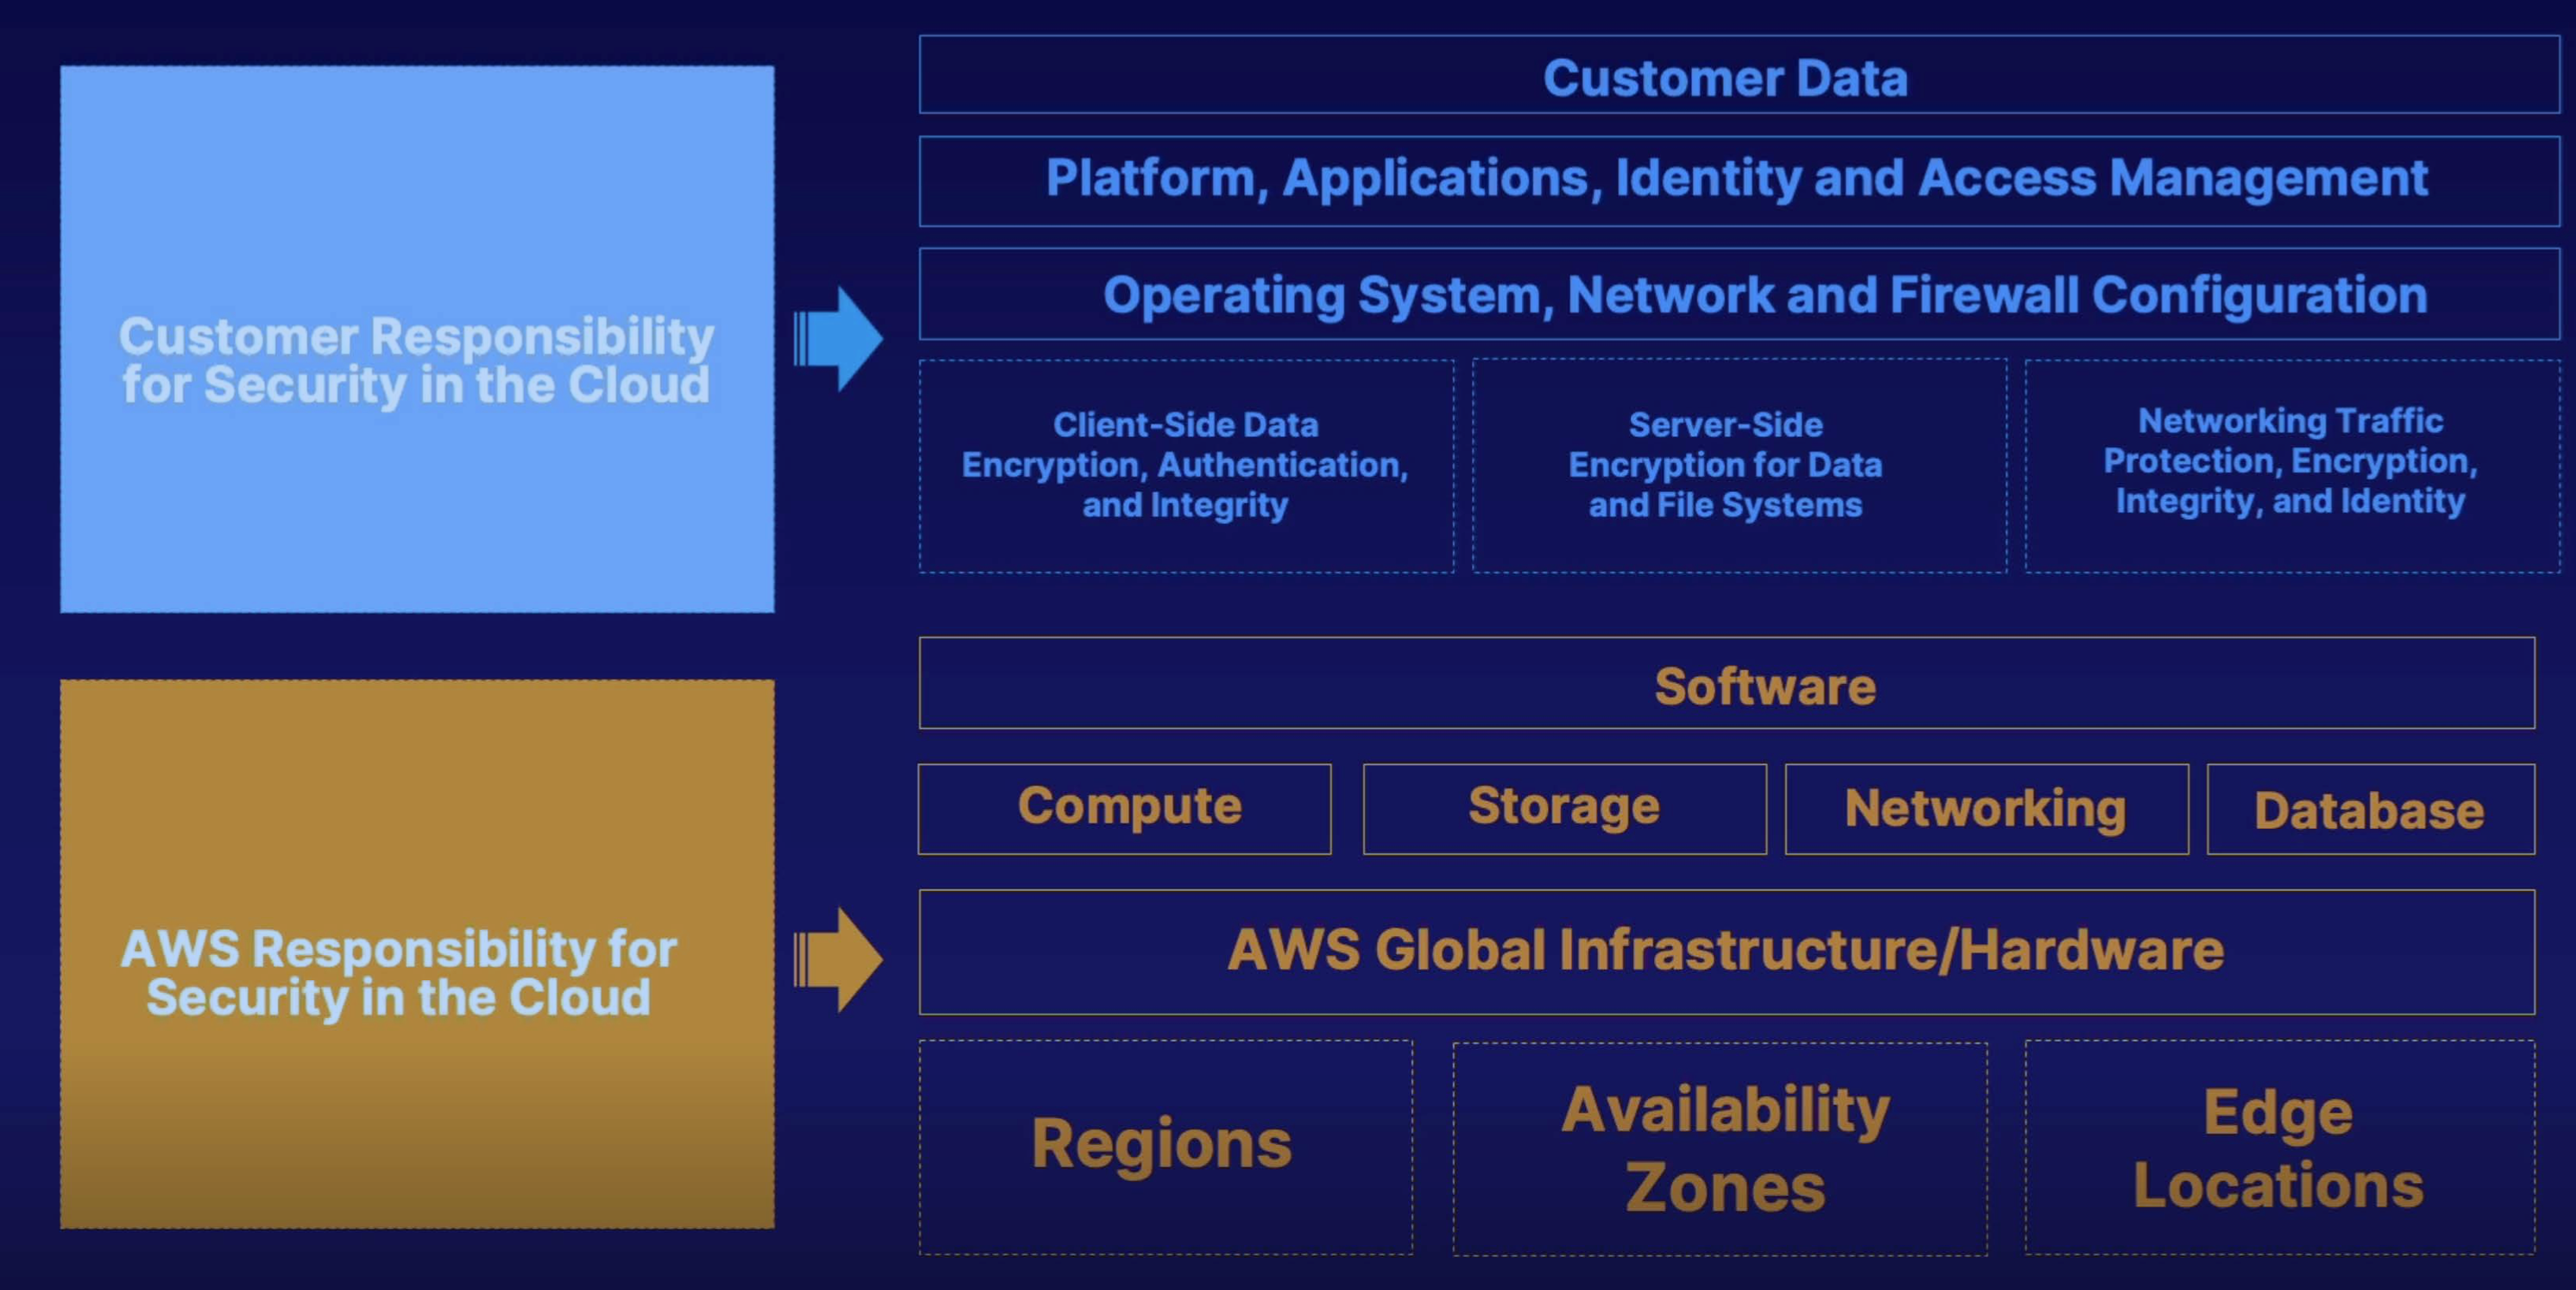 Customer Responsibility
for Security in the Cloud
Customer Data
Platform, Applications, Identity and Access Management
Operating System, Network and Firewall Configuration
Client-Side Data
Encryption, Authentication,
and Integrity
Server-Side
Encryption for Data
and File Systems
Networking Traffic
Protection, Encryption,
Integrity, and Identity
AWS Responsibility for
Security in the Cloud
Software
Compute
Storage
Networking
Database
AWS Global Infrastructure/Hardware
Regions
Availability
Zones
Edge
Locations